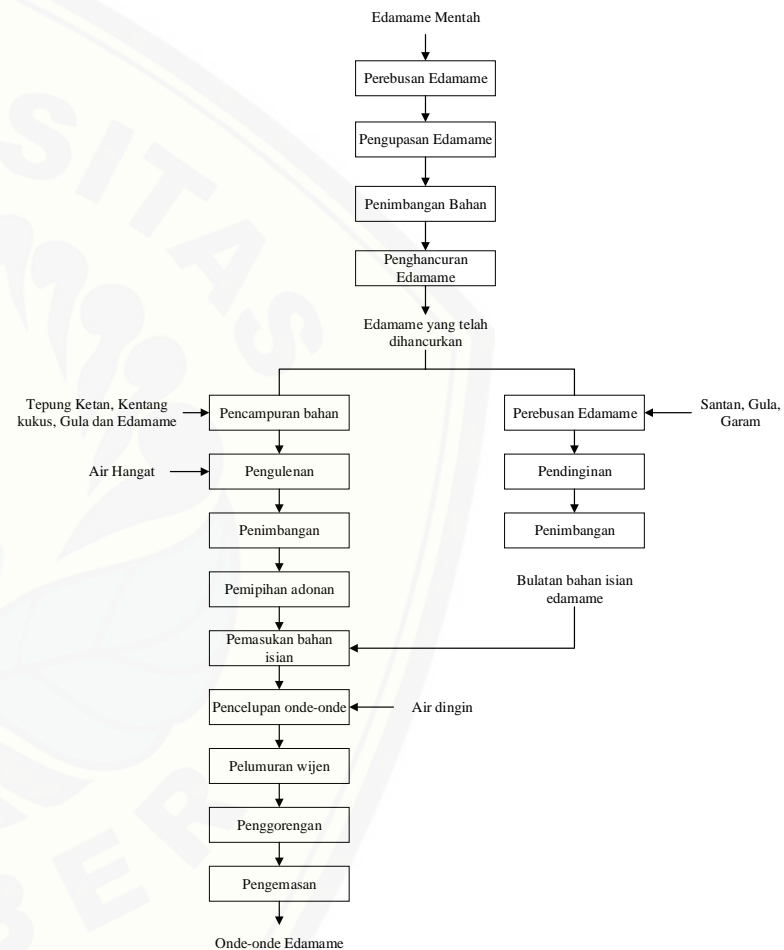 Edamame Mentah
Perebusan Edamame
Pengupasan Edamame
Penimbangan Bahan
Penghancuran
Edamame
Edamame yang telah
dihancurkan
Tepung Ketan, Kentang
kukus, Gula dan Edamame
Pencampuran bahan
Perebusan Edamame
Santan, Gula,
Garam
Air Hangat
Pengulenan
Pendinginan
Penimbangan
Penimbangan
Pemipihan adonan
Bulatan bahan isian
edamame
Pemasukan bahan
isian
Pencelupan onde-onde
Air dingin
Pelumuran wijen
Penggorengan
Pengemasan
Onde-onde Edamame
SITAS
BER